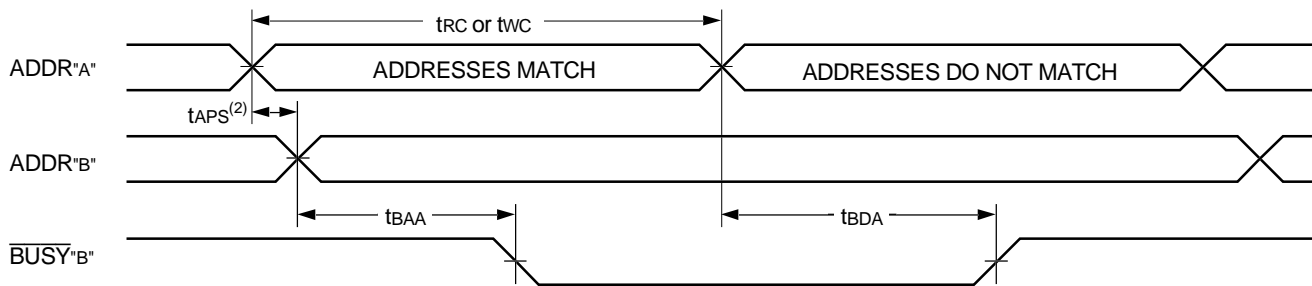 tRC or tWC
ADDR"A"
ADDRESSES MATCH
ADDRESSES DO NOT MATCH
tAPS(2)
ADDR"B"
tBAA
tBDA
BUSY"B"